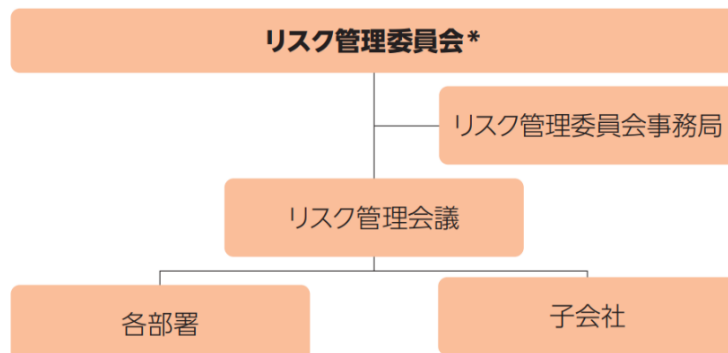 リスク管理委員会*
リスク管理委員会事務局
リスク管理会議
各部署
子会社